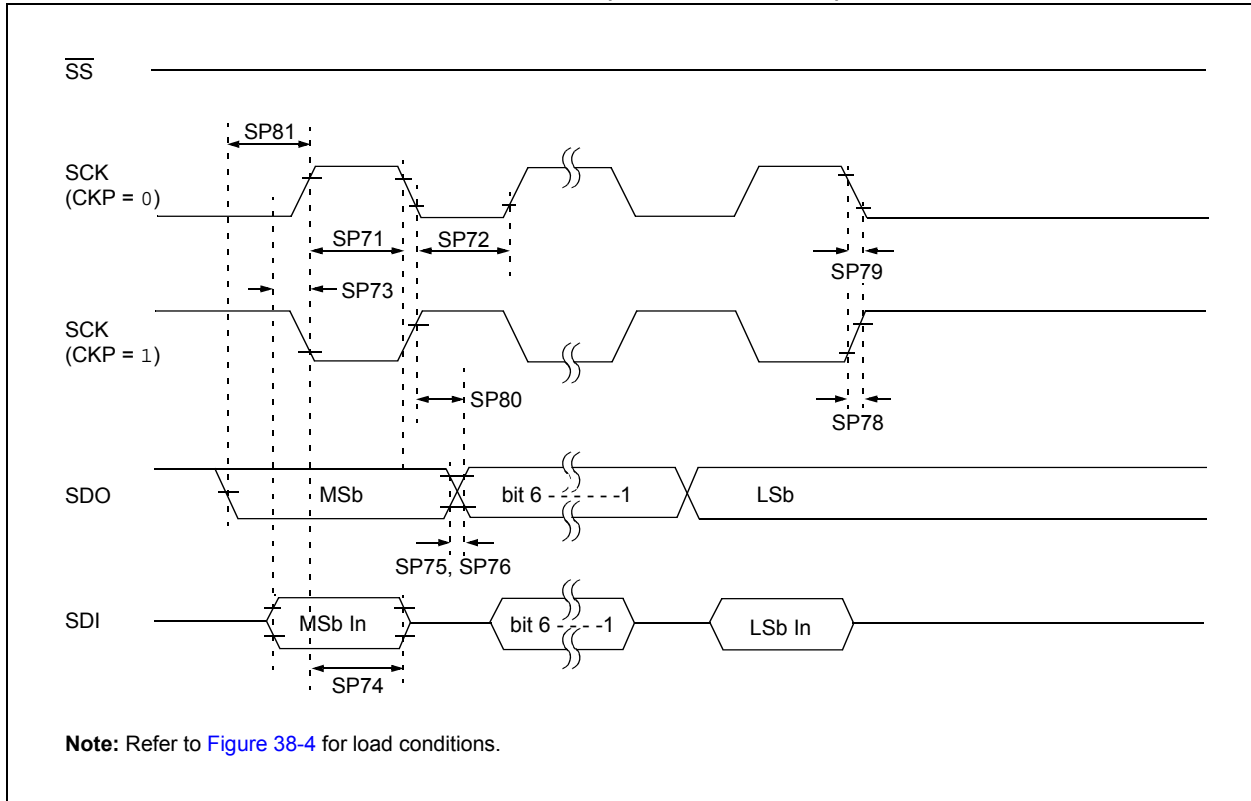 SS
SP81
SCK
(CKP = 0)
SP71
SP72
SP79
SP73
SCK
(CKP = 1)
SP80
SP78
SDO
MSb
bit 6 - - - - - -1
LSb
SP75, SP76
SDI
MSb In
bit 6 - - - -1
LSb In
SP74
Note: Refer to Figure 38-4 for load conditions.